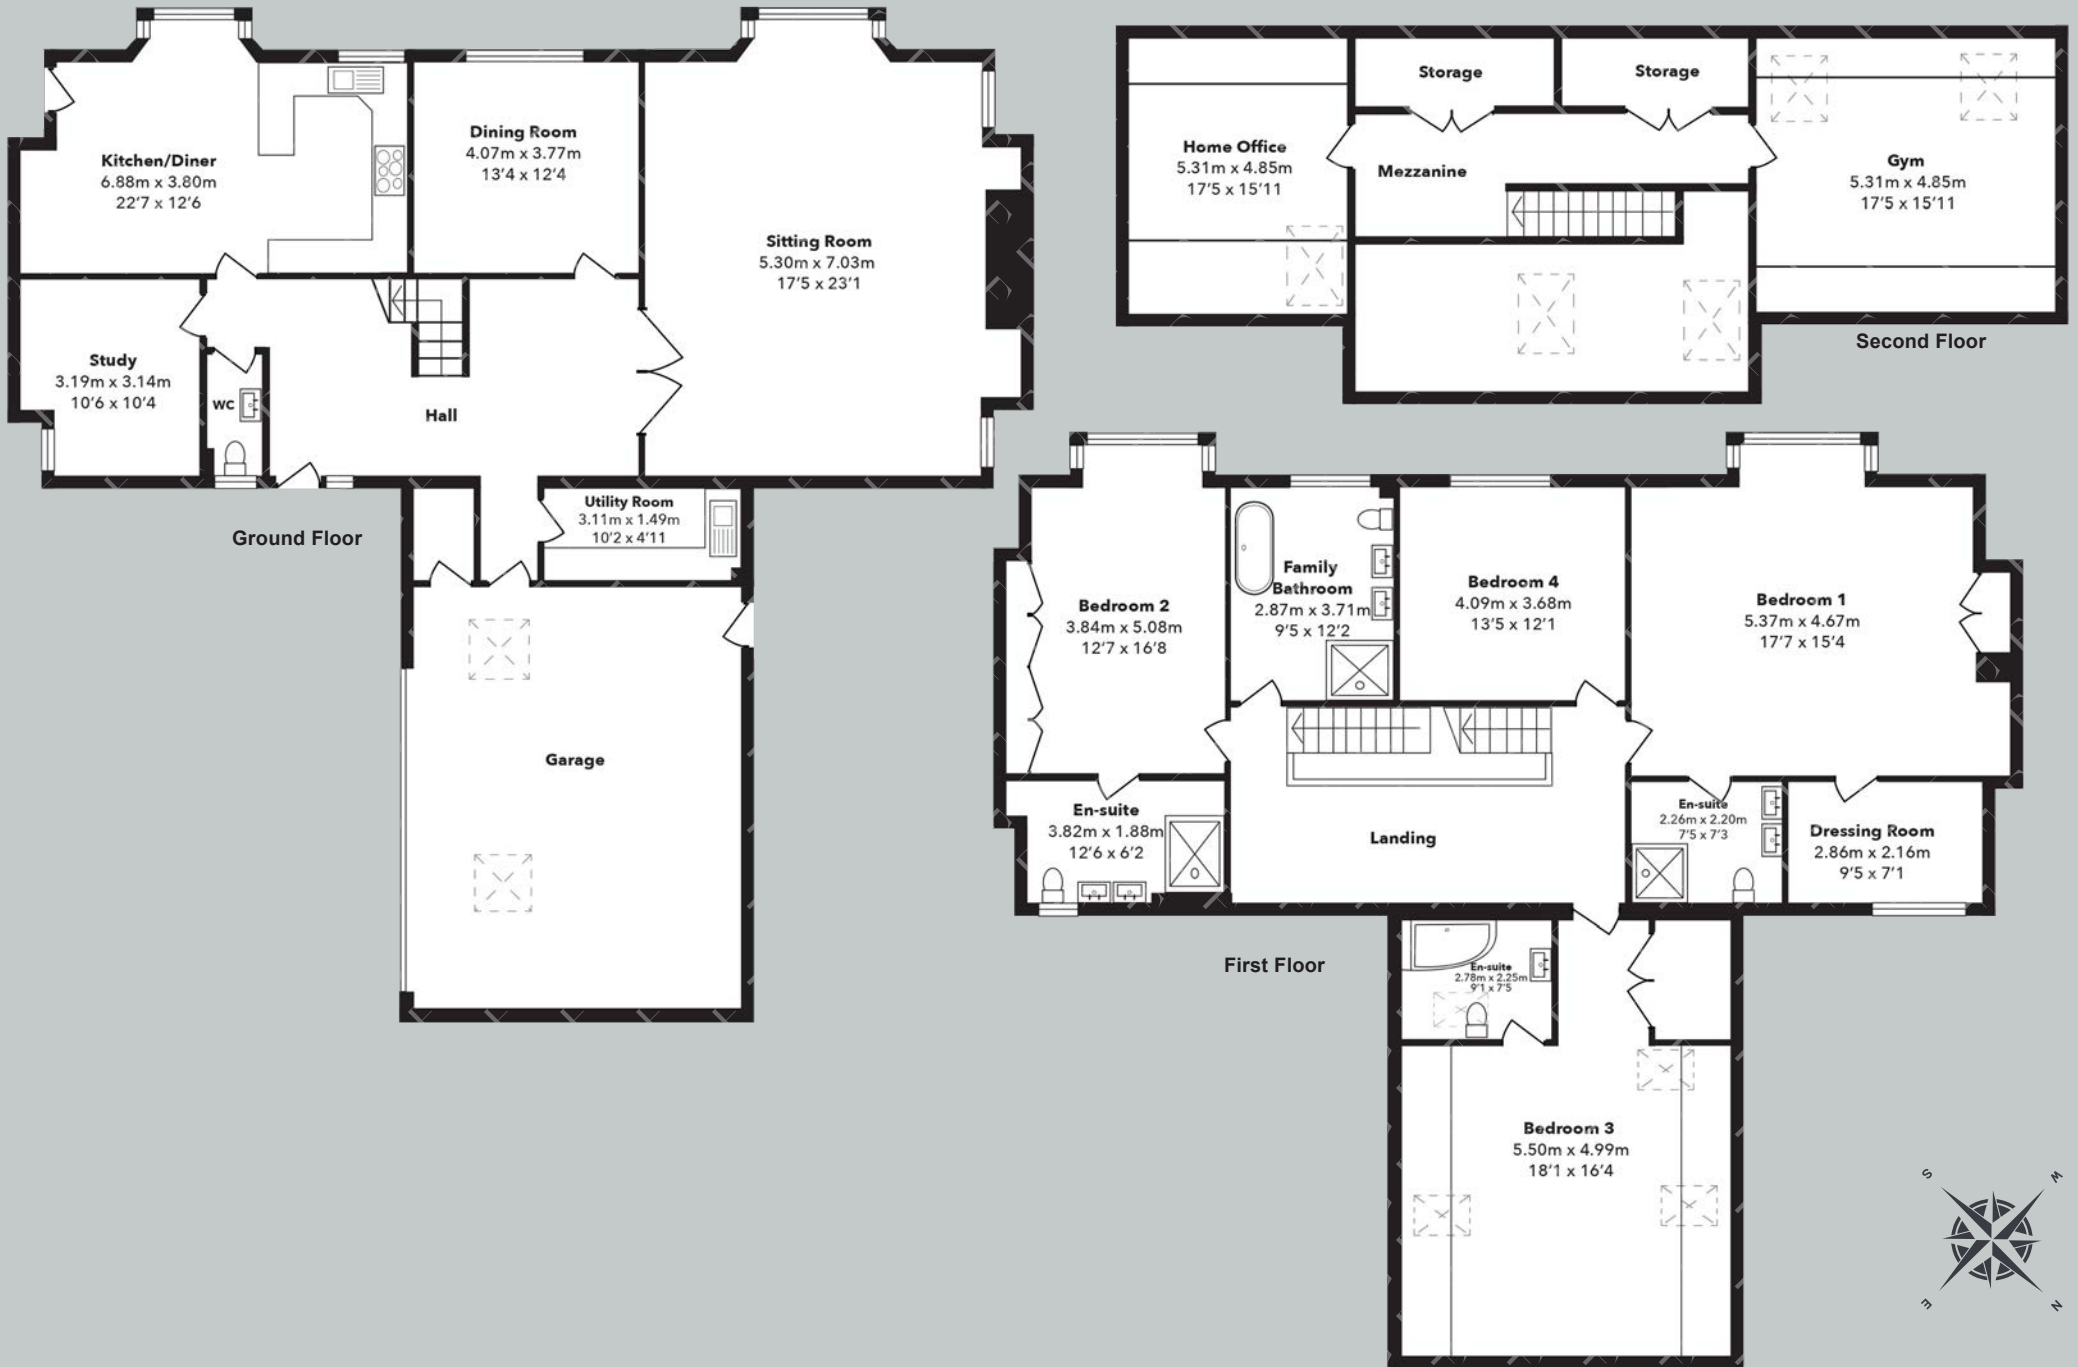 Kitchen/Diner
6.88m x 3.80m
22'7 x 12'6
Dining Room
4.07m x 3.77m
13'4 x 12'4
Sitting Room
5.30m x 7.03m
17'5 x 23'1
Study
3.19m x 3.14m
10'6 x 10'4
WC
Hall
Utility Room
3.11m x 1.49m
10'2 x 4'11
Ground Floor
Garage
Storage
Storage
Home Office
5.31m x 4.85m
17'5 x 15'11
Mezzanine
Gym
5.31m x 4.85m
17'5 x 15'11
Second Floor
Bedroom 2
3.84m x 5.08m
12'7 x 16'8
Family
Bathroom
2.87m x 3.71m
9'5 x 12'2
Bedroom 4
4.09m x 3.68m
13'5 x 12'1
Bedroom 1
5.37m x 4.67m
17'7 x 15'4
En-suite
3.82m x 1.88m
12'6 x 6'2
Landing
En-suite
2.26m x 2.20m
7'5 x 7'3
Dressing Room
2.86m x 2.16m
9'5 x 7'1
First Floor
En-suite
2.78m x 2.25m
9'1 x 7'5
Bedroom 3
5.50m x 4.99m
18'1 x 16'4
S
W
E
N